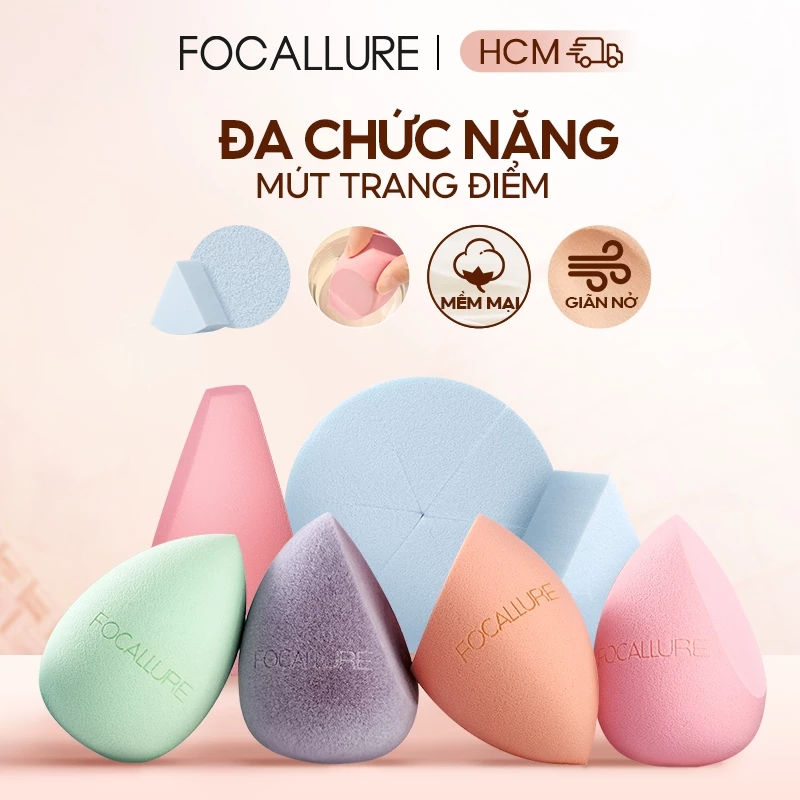 FOCALLURE | HCM
ĐA CHỨC NĂNG
MÚT TRANG ĐIỂM
MỀM MẠI
GIÃN NỞ
FOCALLURE
FOCALLURE
FOCALLURE
FOCALLURE